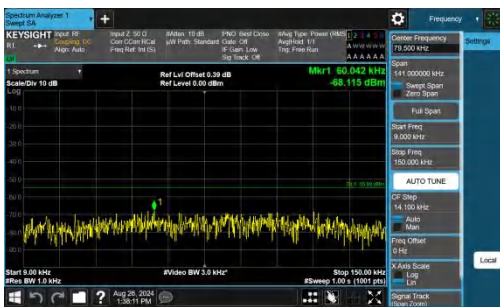 Spectrum Analyzer 1
Swept SA
Frequency
KEYSIGHT
Input: RF
Coupling: DC
Align: Auto
Input Z: 50 Ω
Corr CCorr RCal
Freq Ref: Int (S)
#Atten: 10 dB
µW Path: Standard
PNO: Best Close
Gate: Off
IF Gain: Low
Sig Track: Off
#Avg Type: Power (RMS)
Avg|Hold: 1/1
Trig: Free Run
1 Spectrum
Scale/Div 10 dB
Log
Ref Lvl Offset 0.39 dB
Ref Level 0.00 dBm
Mkr1 60.042 kHz
-68.115 dBm
1
Start 9.00 kHz
#Res BW 1.0 kHz
#Video BW 3.0 kHz*
Stop 150.00 kHz
#Sweep 1.00 s (1001 pts)
Aug 26, 2024
1:38:11 PM
Center Frequency
79.500 kHz
Settings
Span
141.000000 kHz
Swept Span
Zero Span
Full Span
Start Freq
9.000 kHz
Stop Freq
150.000 kHz
AUTO TUNE
CF Step
14.100 kHz
Auto
Man
Freq Offset
0 Hz
X Axis Scale
Log
Lin
Local
Signal Track
(Span Zoom)